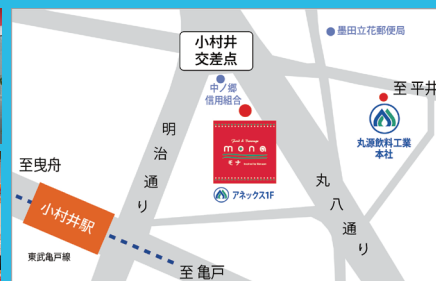 小村井
交差点
墨田立花郵便局
中ノ郷
信用組合
至 平井
丸源飲料工業
本社
明治通り
mona
モナ
アネックス1F
丸八通り
至曳舟
小村井駅
東武亀戸線
至 亀戸